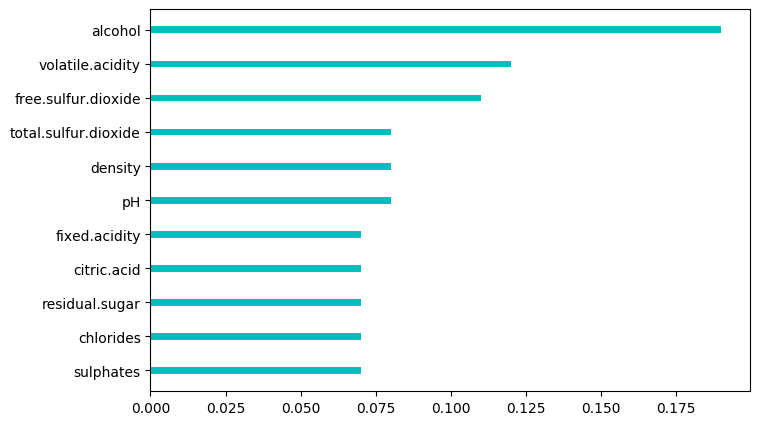 alcohol
volatile.acidity
free.sulfur.dioxide
total.sulfur.dioxide
density
pH
fixed.acidity
citric.acid
residual.sugar
chlorides
sulphates
0.000 0.025 0.050 0.075 0.100 0.125 0.150 0.175